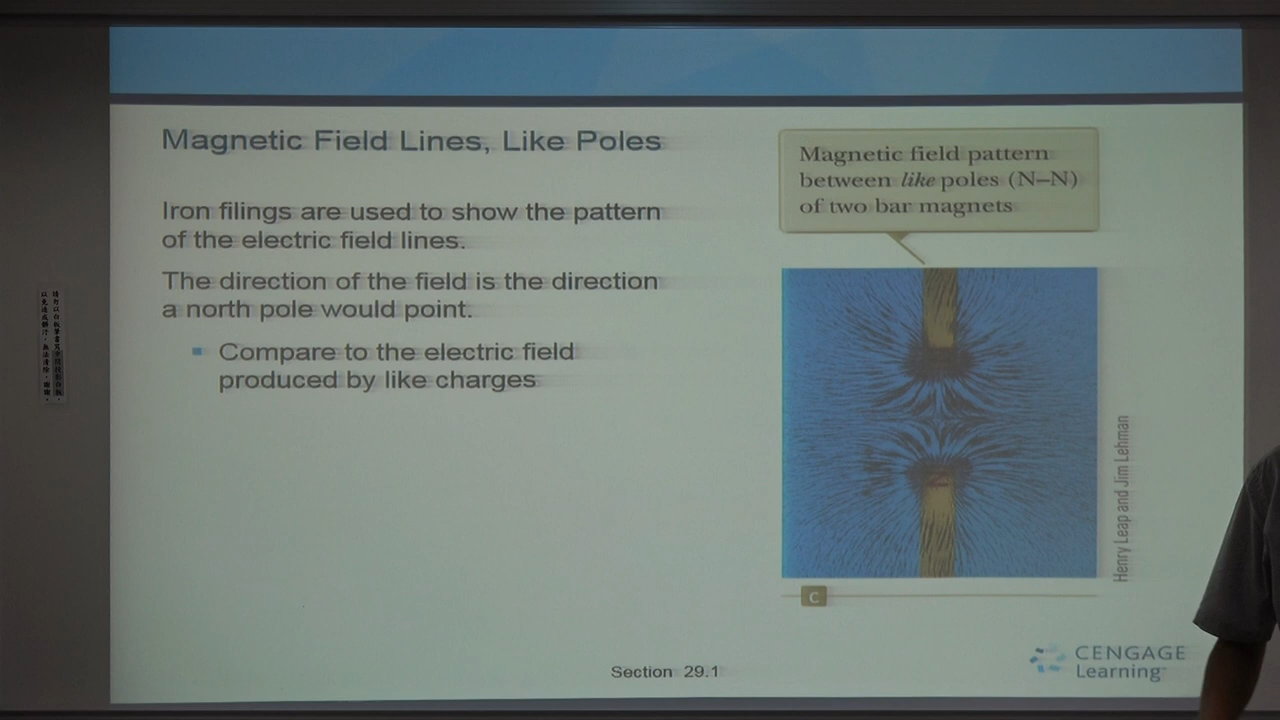 Magnetic Field Lines, Like Poles
Iron filings are used to show the pattern
of the electric field lines.
The direction of the field is the direction
a north pole would point.
Compare to the electric field
produced by like charges
Magnetic field pattern
between like poles (N–N)
of two bar magnets
N
Henry Leap and Jim Lehman
C
Section 29.1
CENGAGE
Learning™